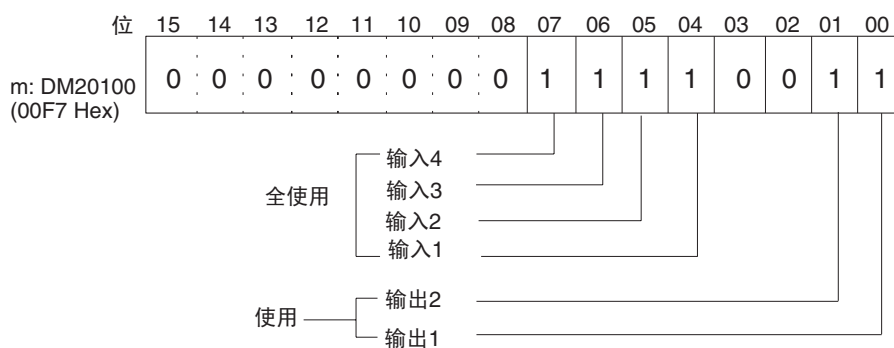 位 15 14 13 12 11 10 09 08 07 06 05 04 03 02 01 00
m: DM20100
(00F7 Hex)
0 0 0 0 0 0 0 0 1 1 1 1 0 0 1 1
全使用
输入4
输入3
输入2
输入1
使用
输出2
输出1